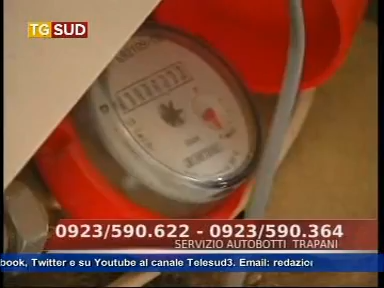 TG SUD
0923/590.622 - 0923/590.364
SERVIZIO AUTOBOTTI TRAPANI
book, Twitter e su Youtube al canale Telesud3. Email: redazion